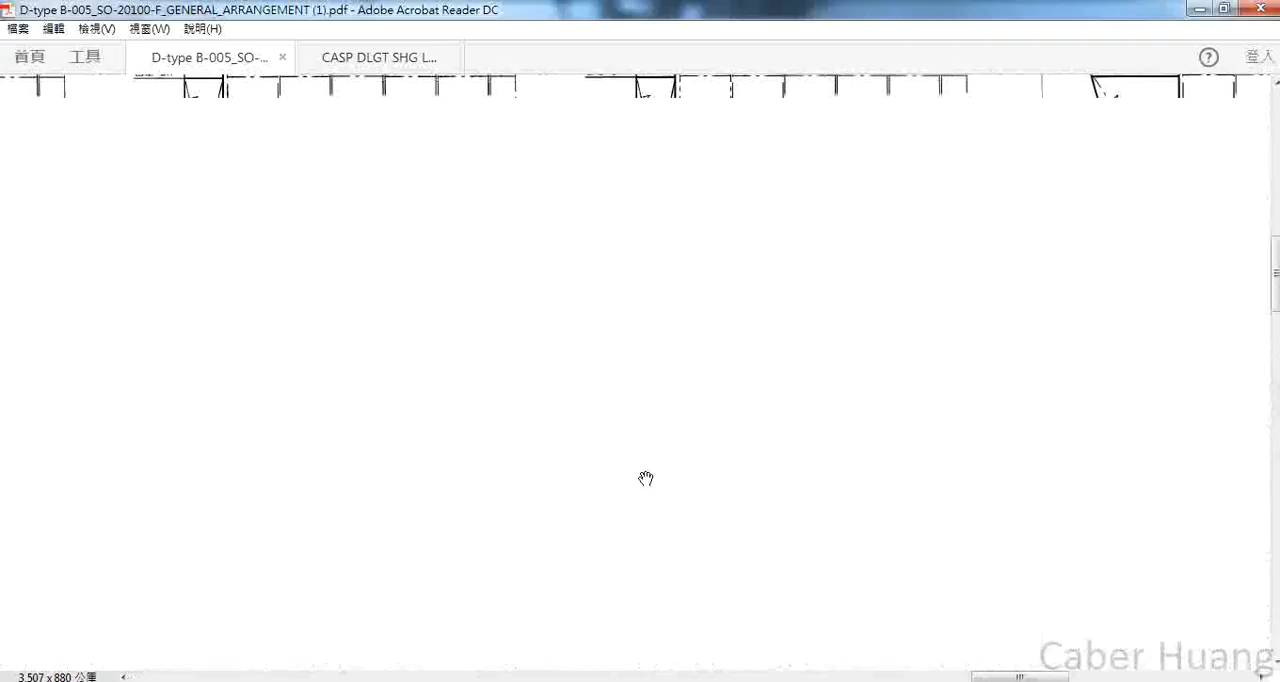 D-type B-005_SO-20100-F_GENERAL_ARRANGEMENT (1).pdf - Adobe Acrobat Reader DC
檔案 編輯 檢視(V) 視窗(W) 說明(H)
首頁 工具 D-type B-005_SO-... × CASP DLGT SHG L... ? 登入
Caber Huang
3,507 x 880 公厘